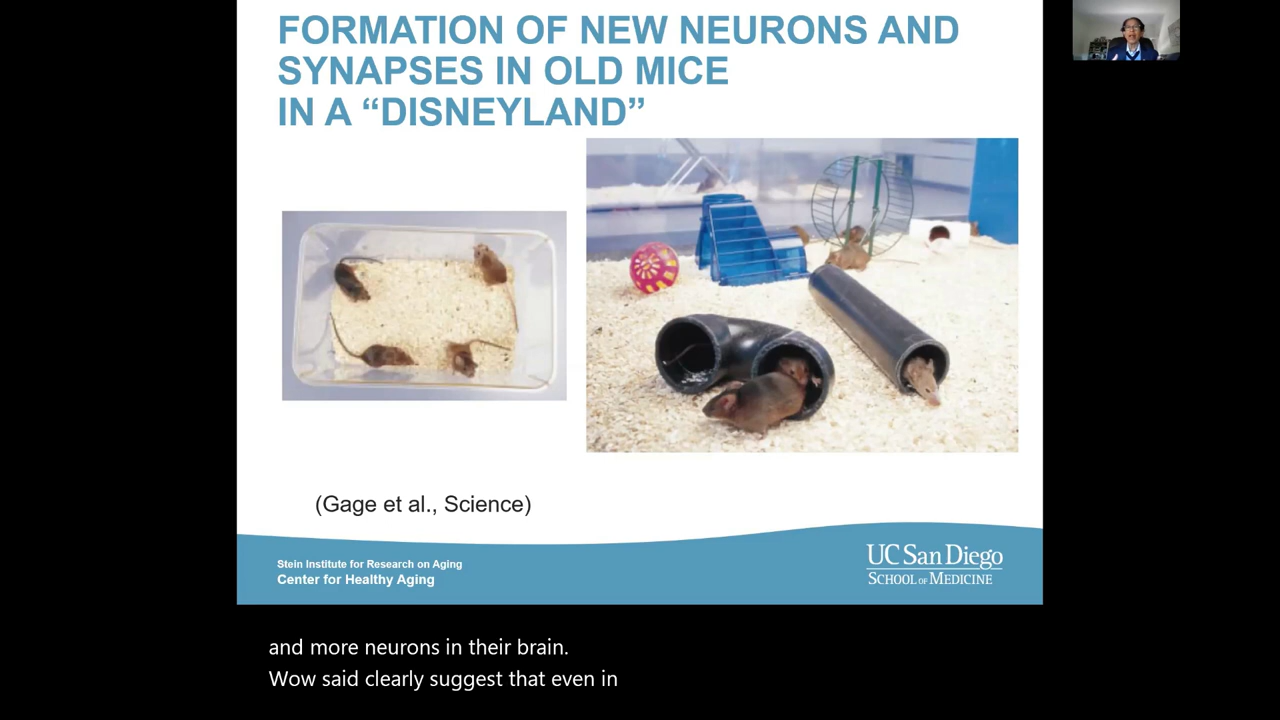 FORMATION OF NEW NEURONS AND
SYNAPSES IN OLD MICE
IN A “DISNEYLAND”
(Gage et al., Science)
Stein Institute for Research on Aging
Center for Healthy Aging
UC San Diego
SCHOOL OF MEDICINE
and more neurons in their brain.
Wow said clearly suggest that even in